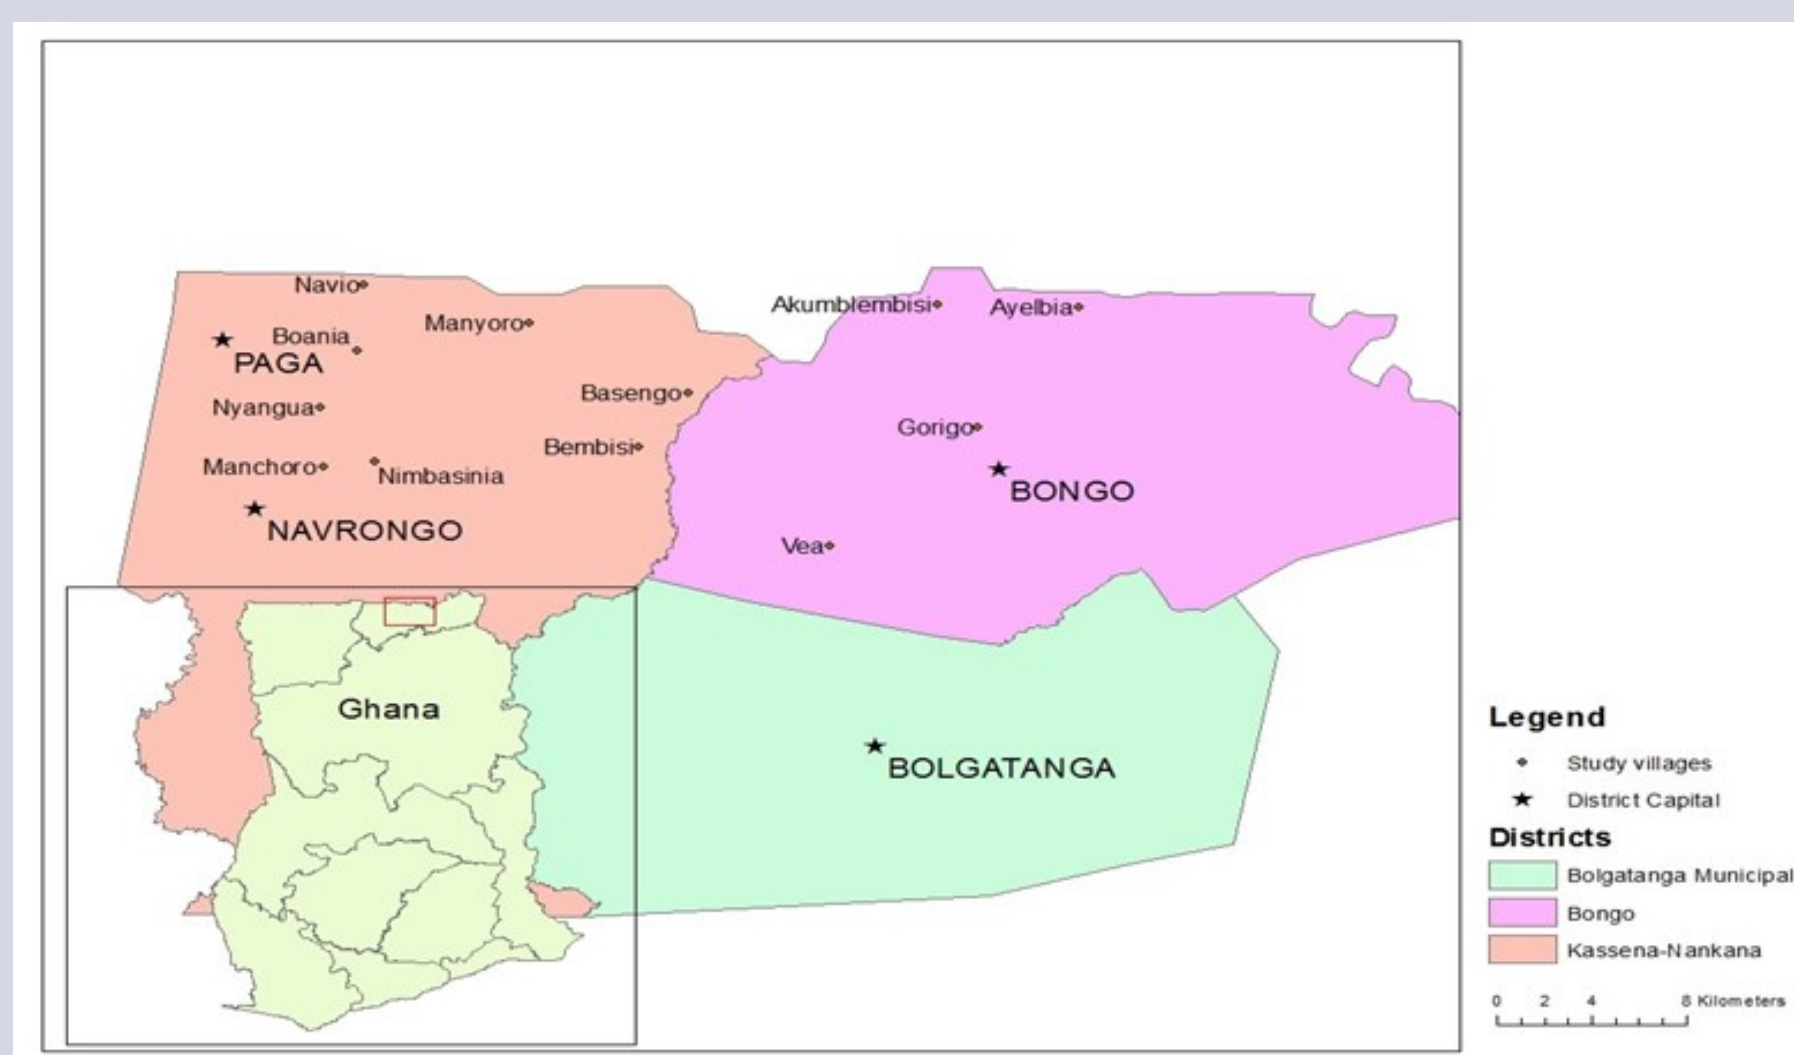 Navio
Akumblembisi
Ayelbia
Manyoro
Boania
PAGA
Basengo
Nyangua
Gorigo
Bembisi
Manchoro
Nimbasinia
BONGO
NAVRONGO
Vea
Ghana
BOLGATANGA
Legend
Study villages
District Capital
Districts
Bolgatanga Municipal
Bongo
Kassena-Nankana
0 2 4 8 Kilometers